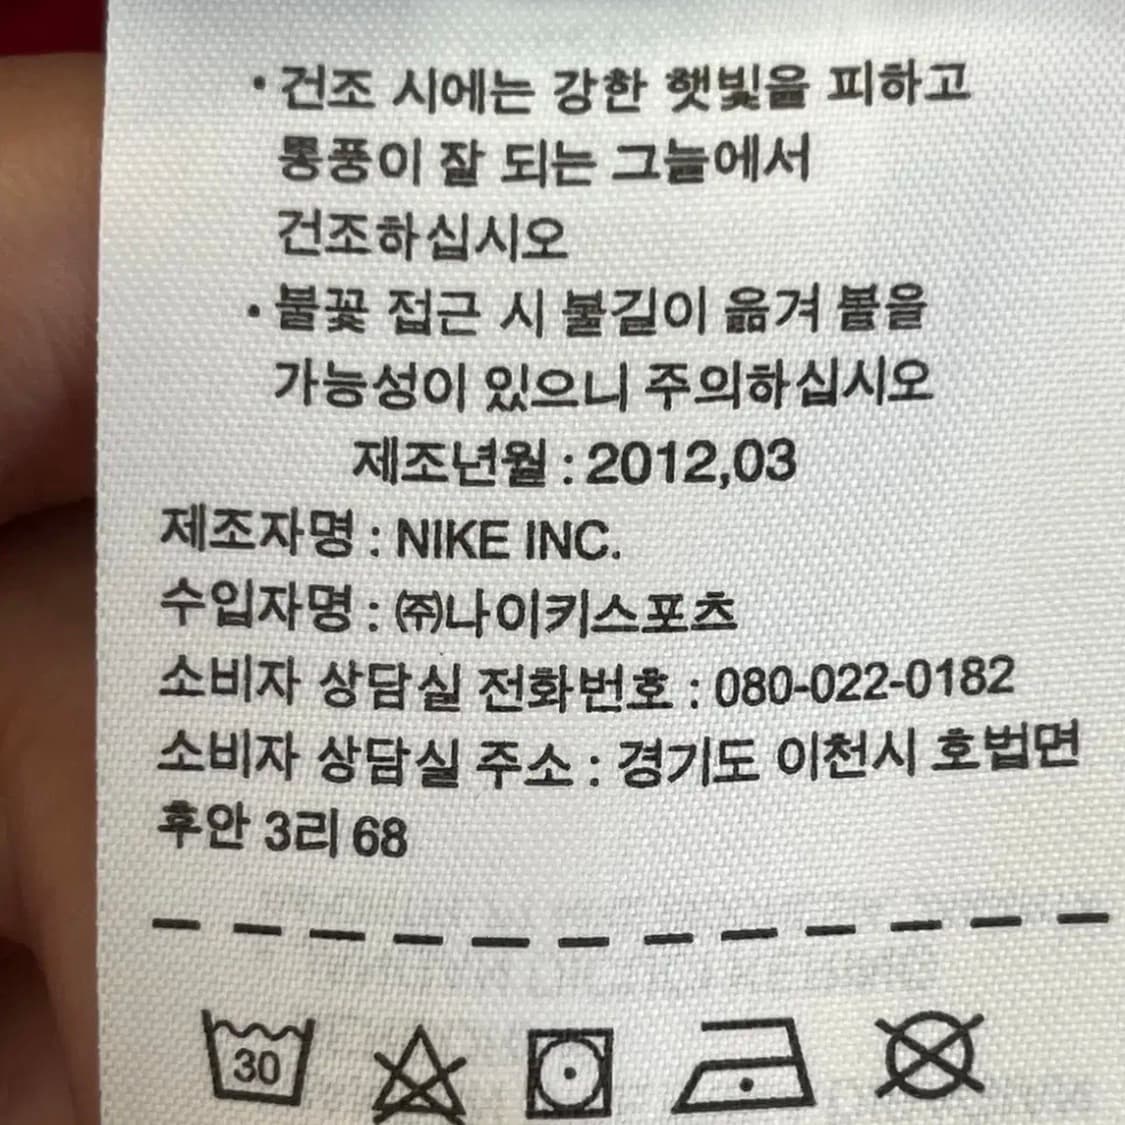 · 건조 시에는 강한 햇빛을 피하고
통풍이 잘 되는 그늘에서
건조하십시오
· 불꽃 접근 시 불길이 옮겨 볼을
가능성이 있으니 주의하십시오
제조년월 : 2012,03
제조자명 : NIKE INC.
수입자명 : ㈜나이키스포츠
소비자 상담실 전화번호 : 080-022-0182
소비자 상담실 주소 : 경기도 이천시 호법면
후안 3리 68
30